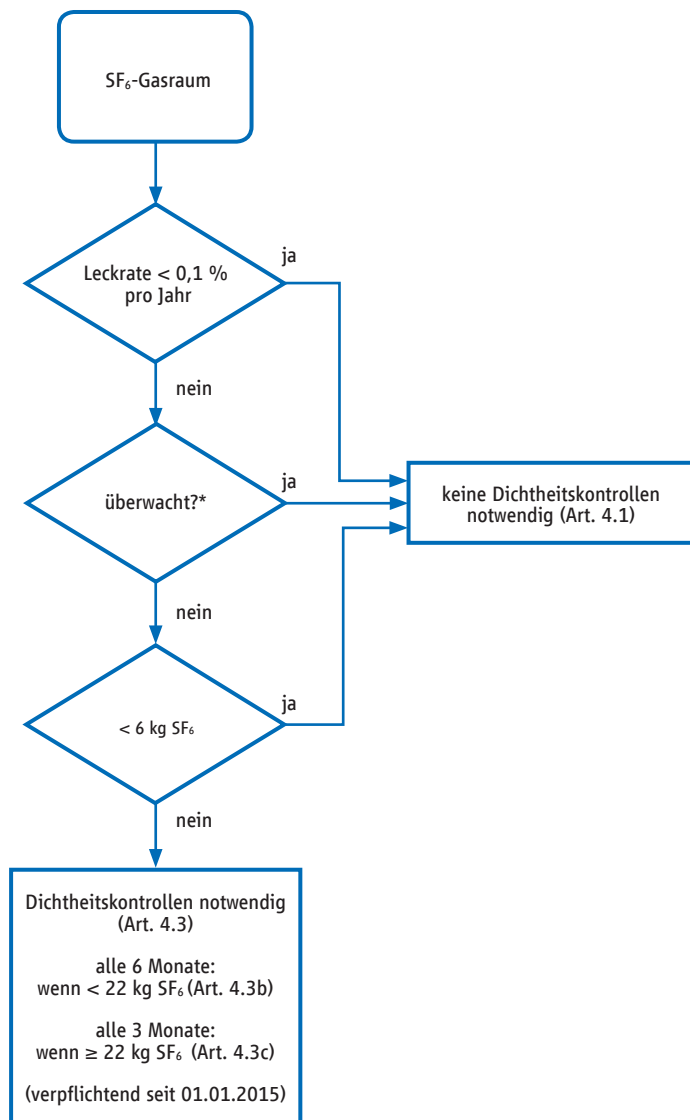 SF₆-Gasraum
Leckrate < 0,1 %
pro Jahr
ja
nein
überwacht?*
ja
keine Dichtheitskontrollen
notwendig (Art. 4.1)
nein
< 6 kg SF₆
ja
nein
Dichtheitskontrollen notwendig
(Art. 4.3)
alle 6 Monate:
wenn < 22 kg SF₆ (Art. 4.3b)
alle 3 Monate:
wenn ≥ 22 kg SF₆ (Art. 4.3c)
(verpflichtend seit 01.01.2015)